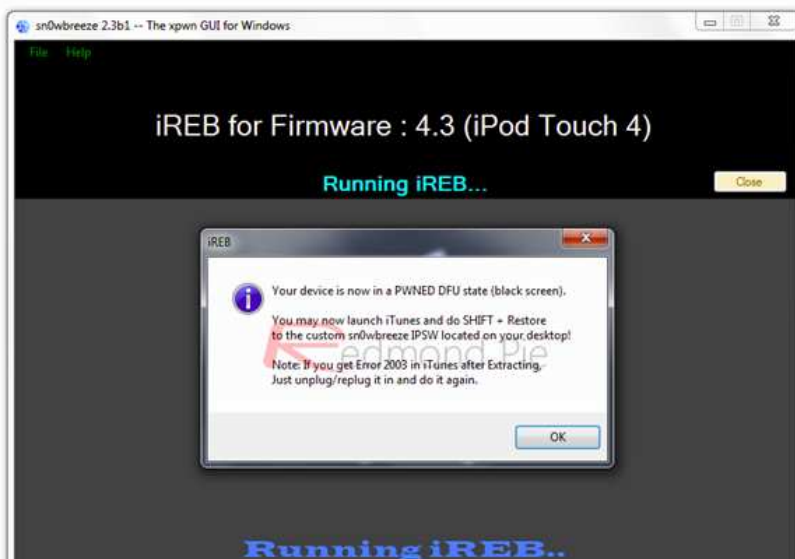 sn0wbreeze 2.3b1 -- The xpwn GUI for Windows
File Help
iREB for Firmware : 4.3 (iPod Touch 4)
Running iREB...
Close
iREB
Your device is now in a PWNED DFU state (black screen).
You may now launch iTunes and do SHIFT + Restore
to the custom sn0wbreeze IPSW located on your desktop!
Redmond Pie
Note: If you get Error 2003 in iTunes after Extracting,
Just unplug/replug it in and do it again.
OK
Running iREB..